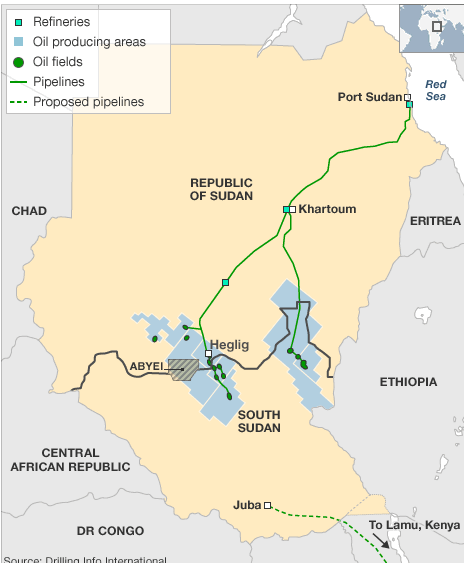 Refineries
Oil producing areas
Oil fields
Pipelines
Proposed pipelines
Red
Sea
Port Sudan
REPUBLIC
OF SUDAN
Khartoum
CHAD
ERITREA
Heglig
ABYEI
ETHIOPIA
SOUTH
SUDAN
CENTRAL
AFRICAN REPUBLIC
Juba
To Lamu, Kenya
DR CONGO
Source: Drilling Info International